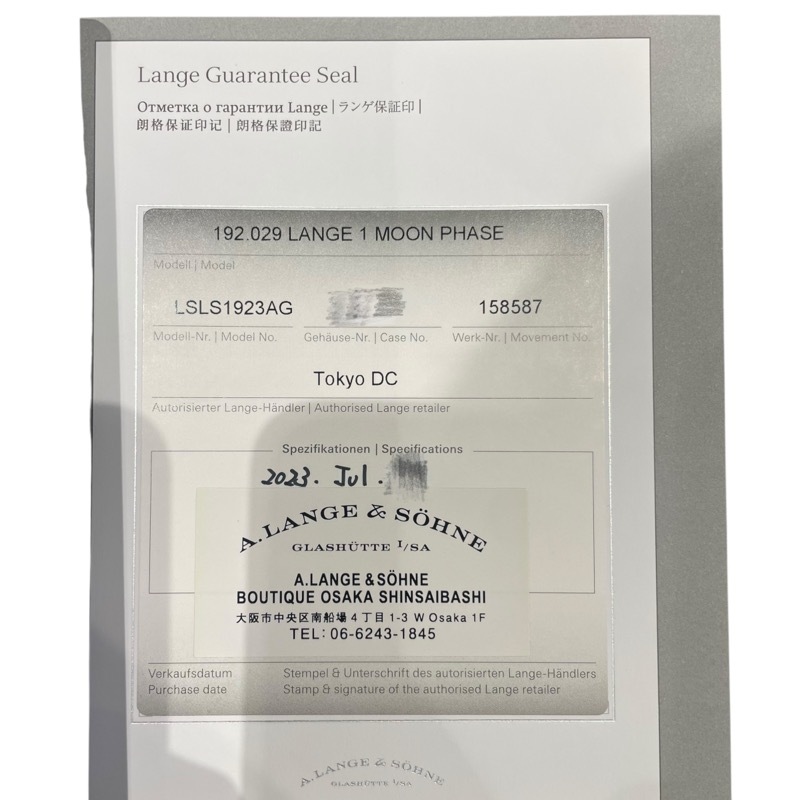 Lange Guarantee Seal
Отметка о гарантии Lange | ランゲ保証印 |
朗格保证印记 | 朗格保證印記
192.029 LANGE 1 MOON PHASE
Modell | Model
LSLS1923AG 158587
Modell-Nr. | Model No. Gehäuse-Nr. | Case No. Werk-Nr. | Movement No.
Tokyo DC
Autorisierter Lange-Händler | Authorised Lange retailer
Spezifikationen | Specifications
2023. Jul.
A. LANGE & SÖHNE
GLASHÜTTE I/SA
A.LANGE & SÖHNE
BOUTIQUE OSAKA SHINSAIBASHI
大阪市中央区南船場4丁目1-3 W Osaka 1F
TEL: 06-6243-1845
Verkaufsdatum Stempel & Unterschrift des autorisierten Lange-Händlers
Purchase date Stamp & signature of the authorised Lange retailer
A. LANGE & SÖHNE
GLASHÜTTE I/SA